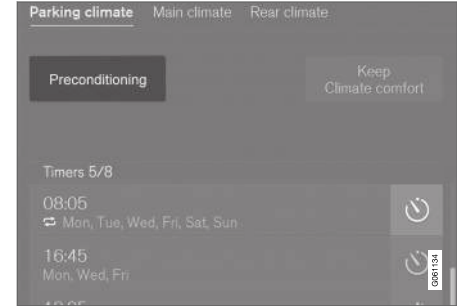 Parking climate Main climate Rear climate
Preconditioning
Keep
Climate comfort
Timers 5/8
08:05
Mon, Tue, Wed, Fri, Sat, Sun
16:45
Mon, Wed, Fri
G061134